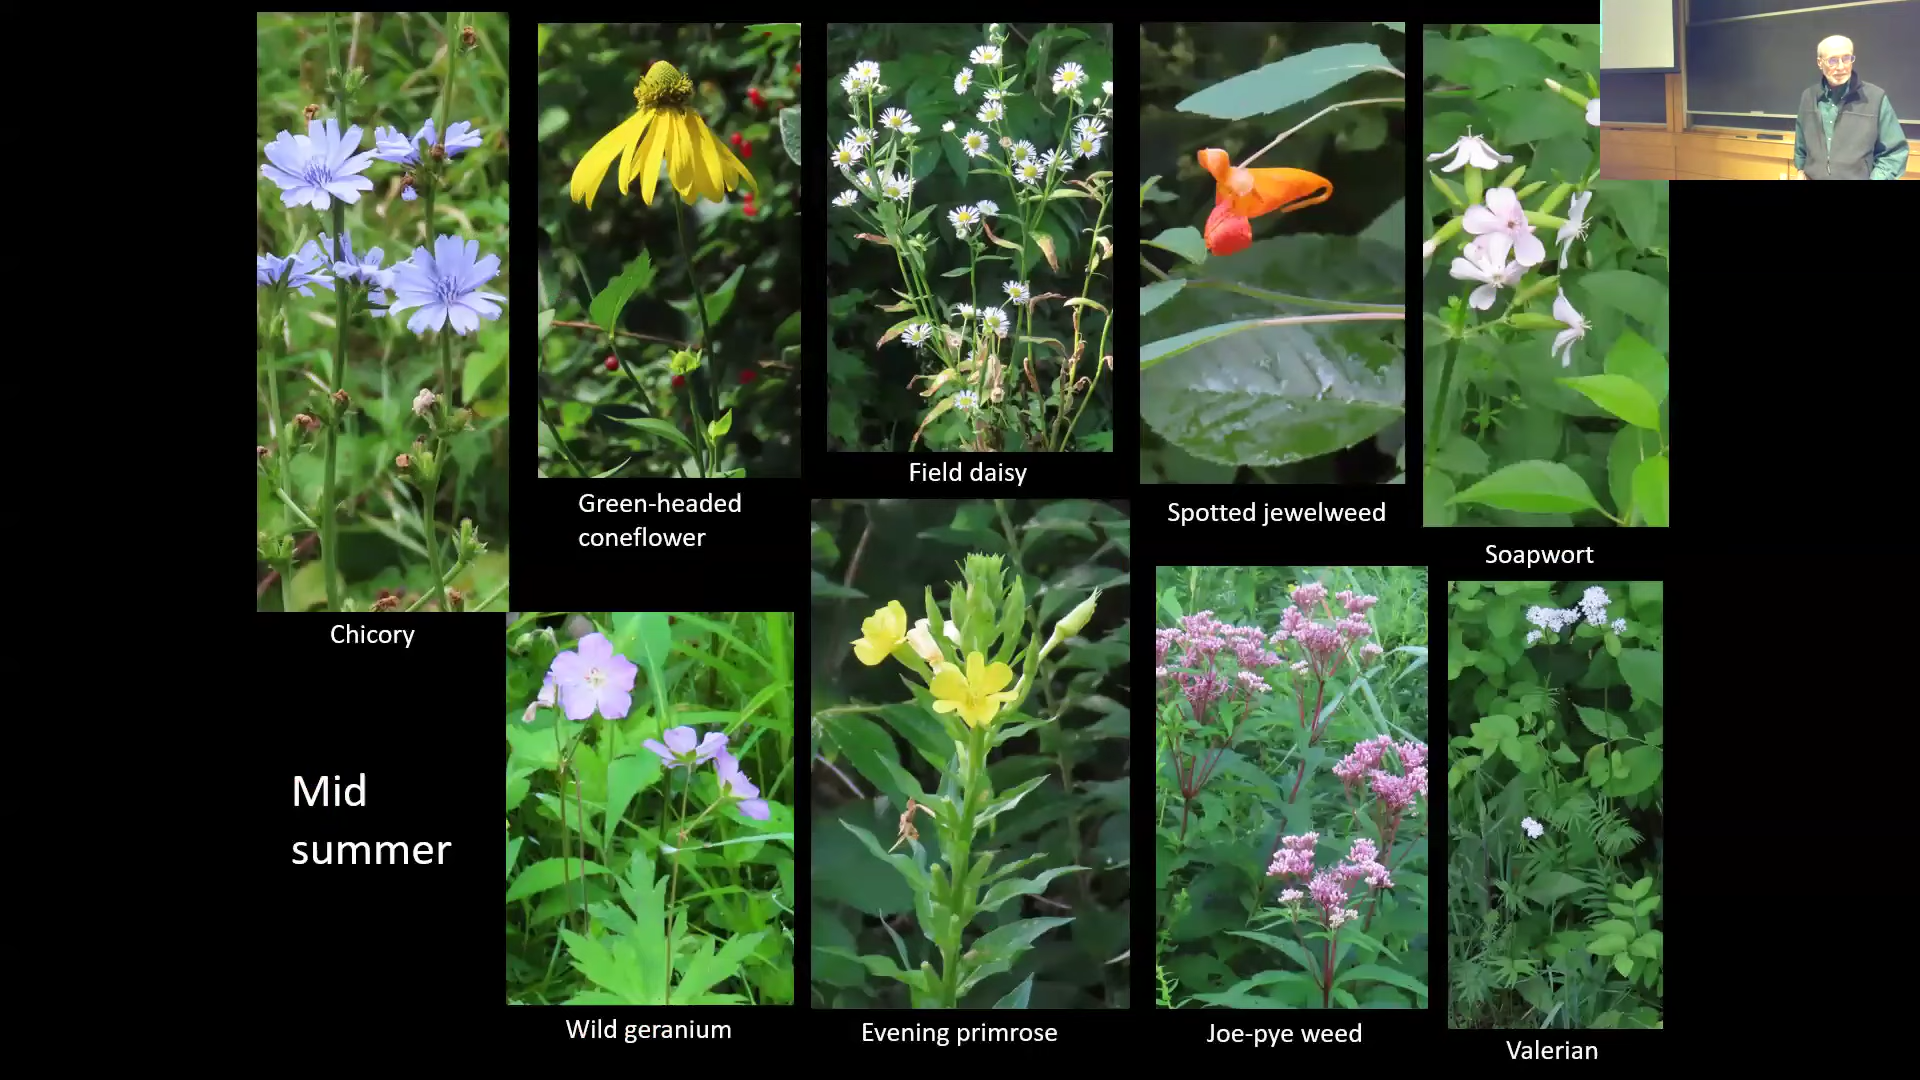 Field daisy
Green-headed
coneflower
Spotted jewelweed
Soapwort
Chicory
Mid
summer
Wild geranium
Evening primrose
Joe-pye weed
Valerian